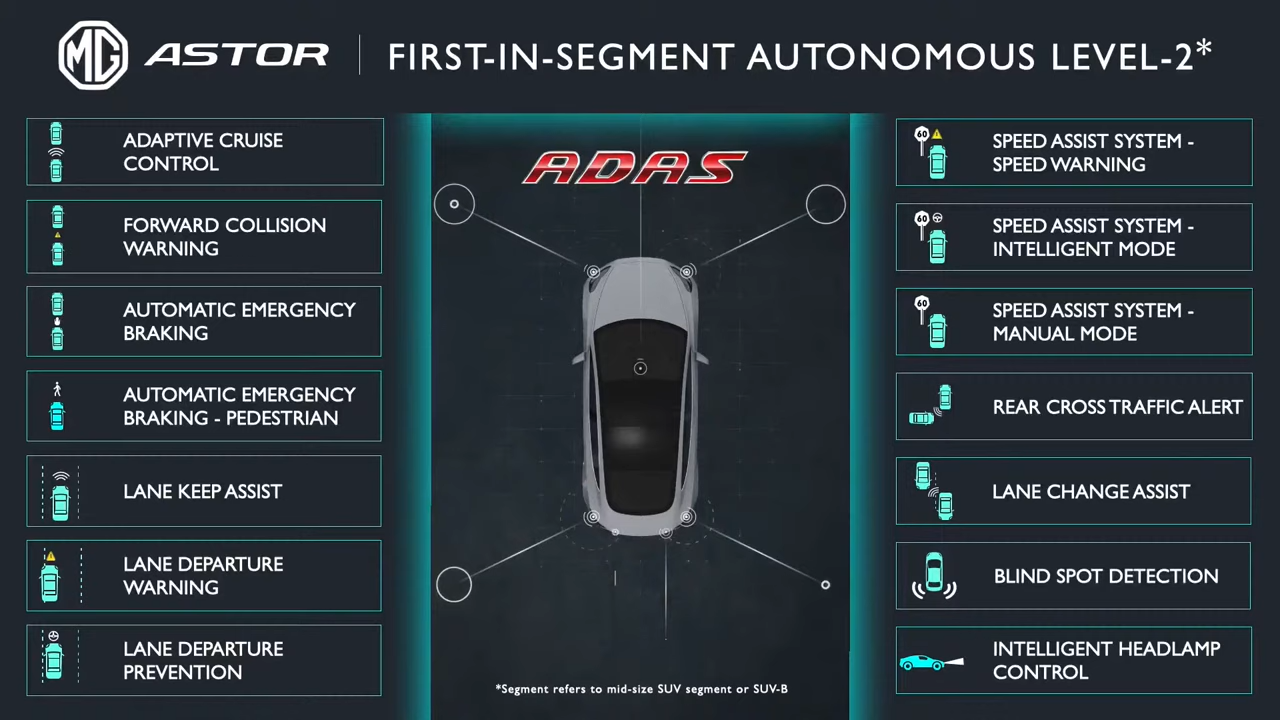 MG ASTOR | FIRST-IN-SEGMENT AUTONOMOUS LEVEL-2*
ADAPTIVE CRUISE
CONTROL
FORWARD COLLISION
WARNING
AUTOMATIC EMERGENCY
BRAKING
AUTOMATIC EMERGENCY
BRAKING - PEDESTRIAN
LANE KEEP ASSIST
LANE DEPARTURE
WARNING
LANE DEPARTURE
PREVENTION
ADAS
*Segment refers to mid-size SUV segment or SUV-B
60
SPEED ASSIST SYSTEM -
SPEED WARNING
60
SPEED ASSIST SYSTEM -
INTELLIGENT MODE
60
SPEED ASSIST SYSTEM -
MANUAL MODE
REAR CROSS TRAFFIC ALERT
LANE CHANGE ASSIST
BLIND SPOT DETECTION
INTELLIGENT HEADLAMP
CONTROL